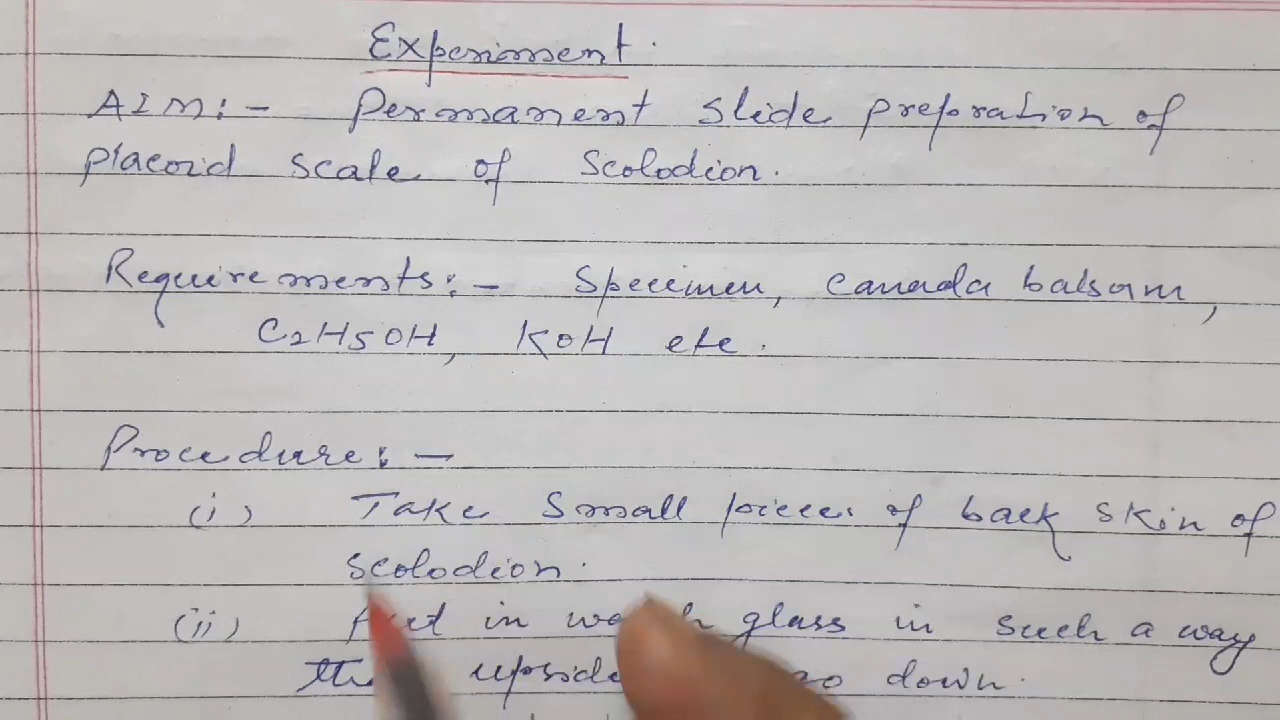 Experiment.
AIM:- Permanent slide preparation of
placoid scale of Scolodion.
Requirements:- Specimen, Canada balsam,
C2H5OH, KOH etc.
Procedure:-
(i) Take small pieces of back skin of
Scolodion.
(ii) in glass in such a way
upside down.